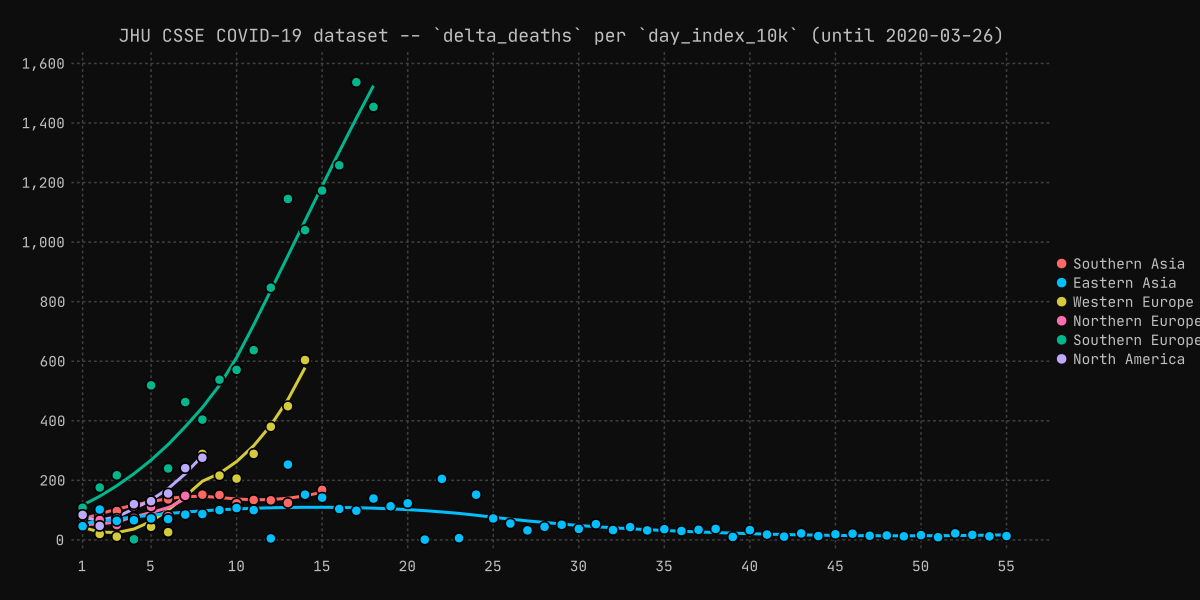 JHU CSSE COVID-19 dataset -- `delta_deaths` per `day_index_10k` (until 2020-03-26)
1,600
1,400
1,200
1,000
800
600
400
200
0
1 5 10 15 20 25 30 35 40 45 50 55
Southern Asia
Eastern Asia
Western Europe
Northern Europe
Southern Europe
North America